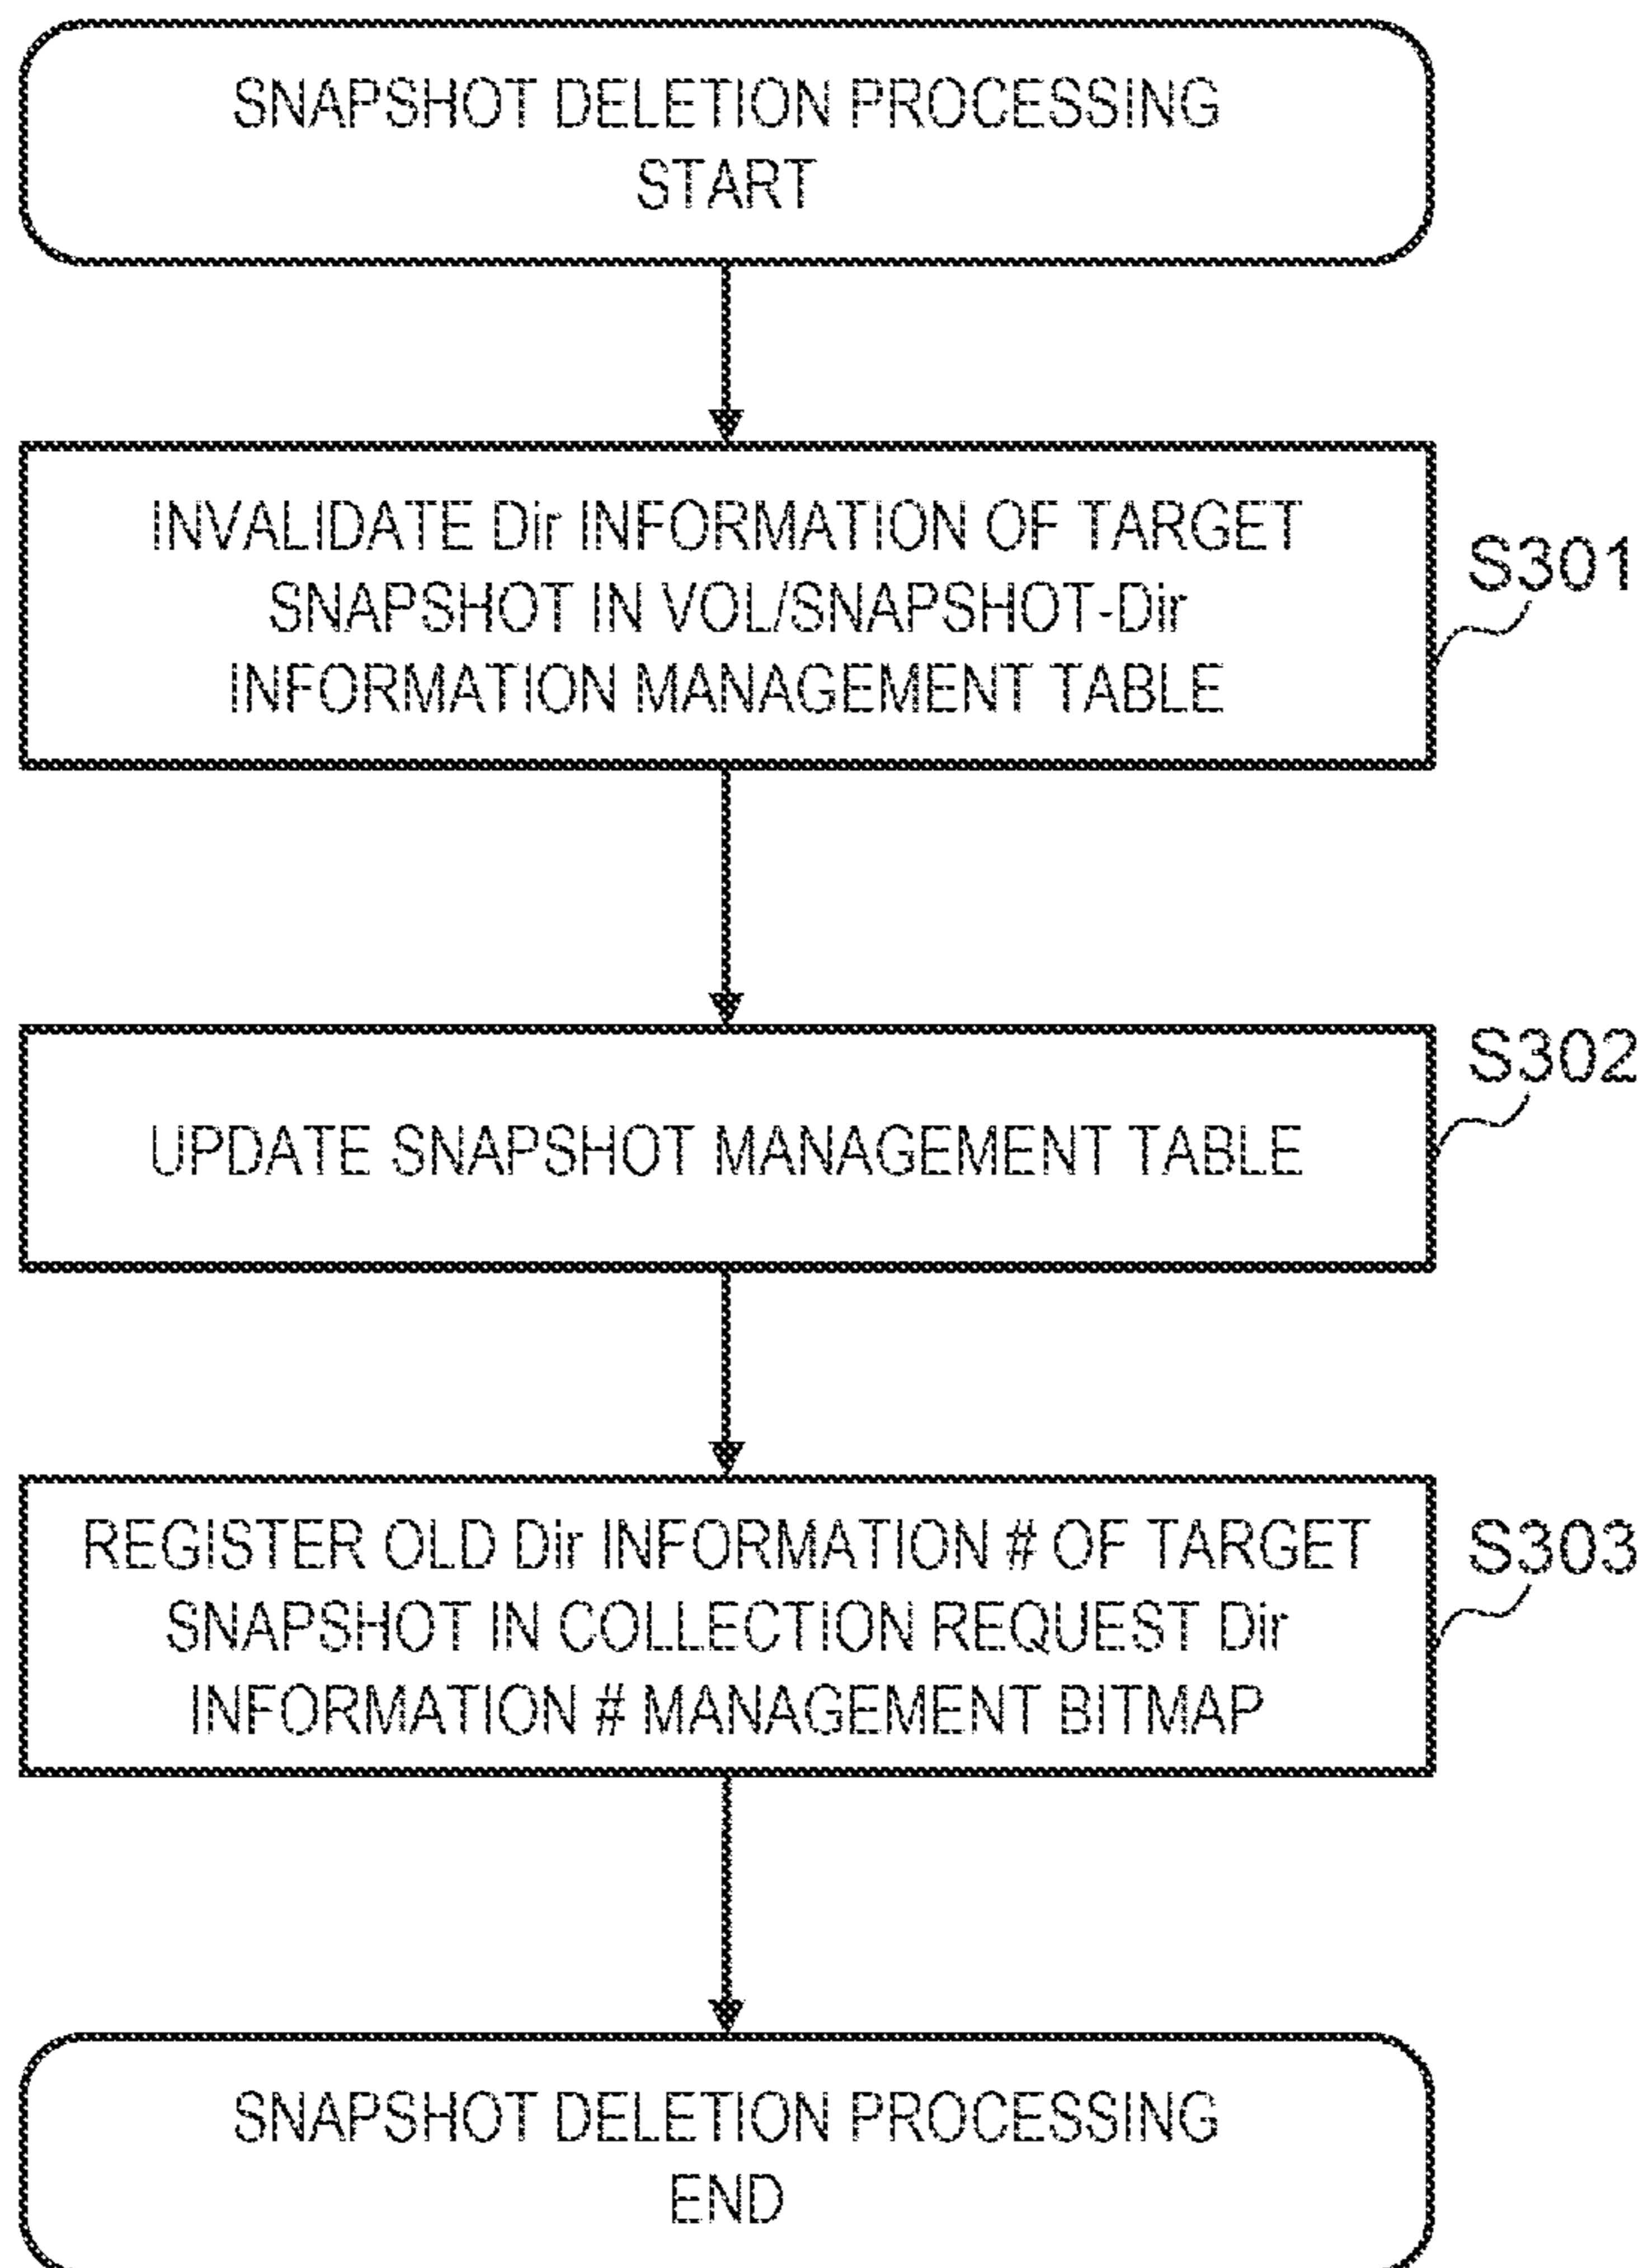 SNAPSHOT DELETION PROCESSING
START
INVALIDATE Dir INFORMATION OF TARGET
SNAPSHOT IN VOL/SNAPSHOT-Dir
INFORMATION MANAGEMENT TABLE
S301
UPDATE SNAPSHOT MANAGEMENT TABLE
S302
REGISTER OLD Dir INFORMATION # OF TARGET
SNAPSHOT IN COLLECTION REQUEST Dir
INFORMATION # MANAGEMENT BITMAP
S303
SNAPSHOT DELETION PROCESSING
END